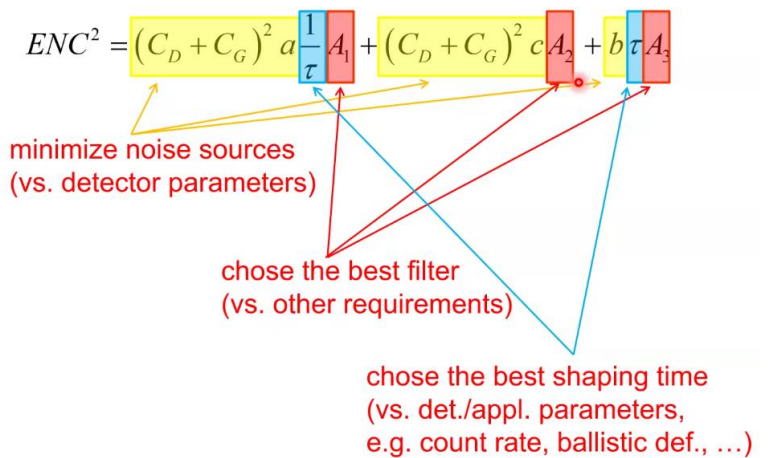 ENC² = (C_D + C_G)² a 1/τ A₁ + (C_D + C_G)² c A₂ + b τ A₃
minimize noise sources
(vs. detector parameters)
chose the best filter
(vs. other requirements)
chose the best shaping time
(vs. det./appl. parameters,
e.g. count rate, ballistic def., …)